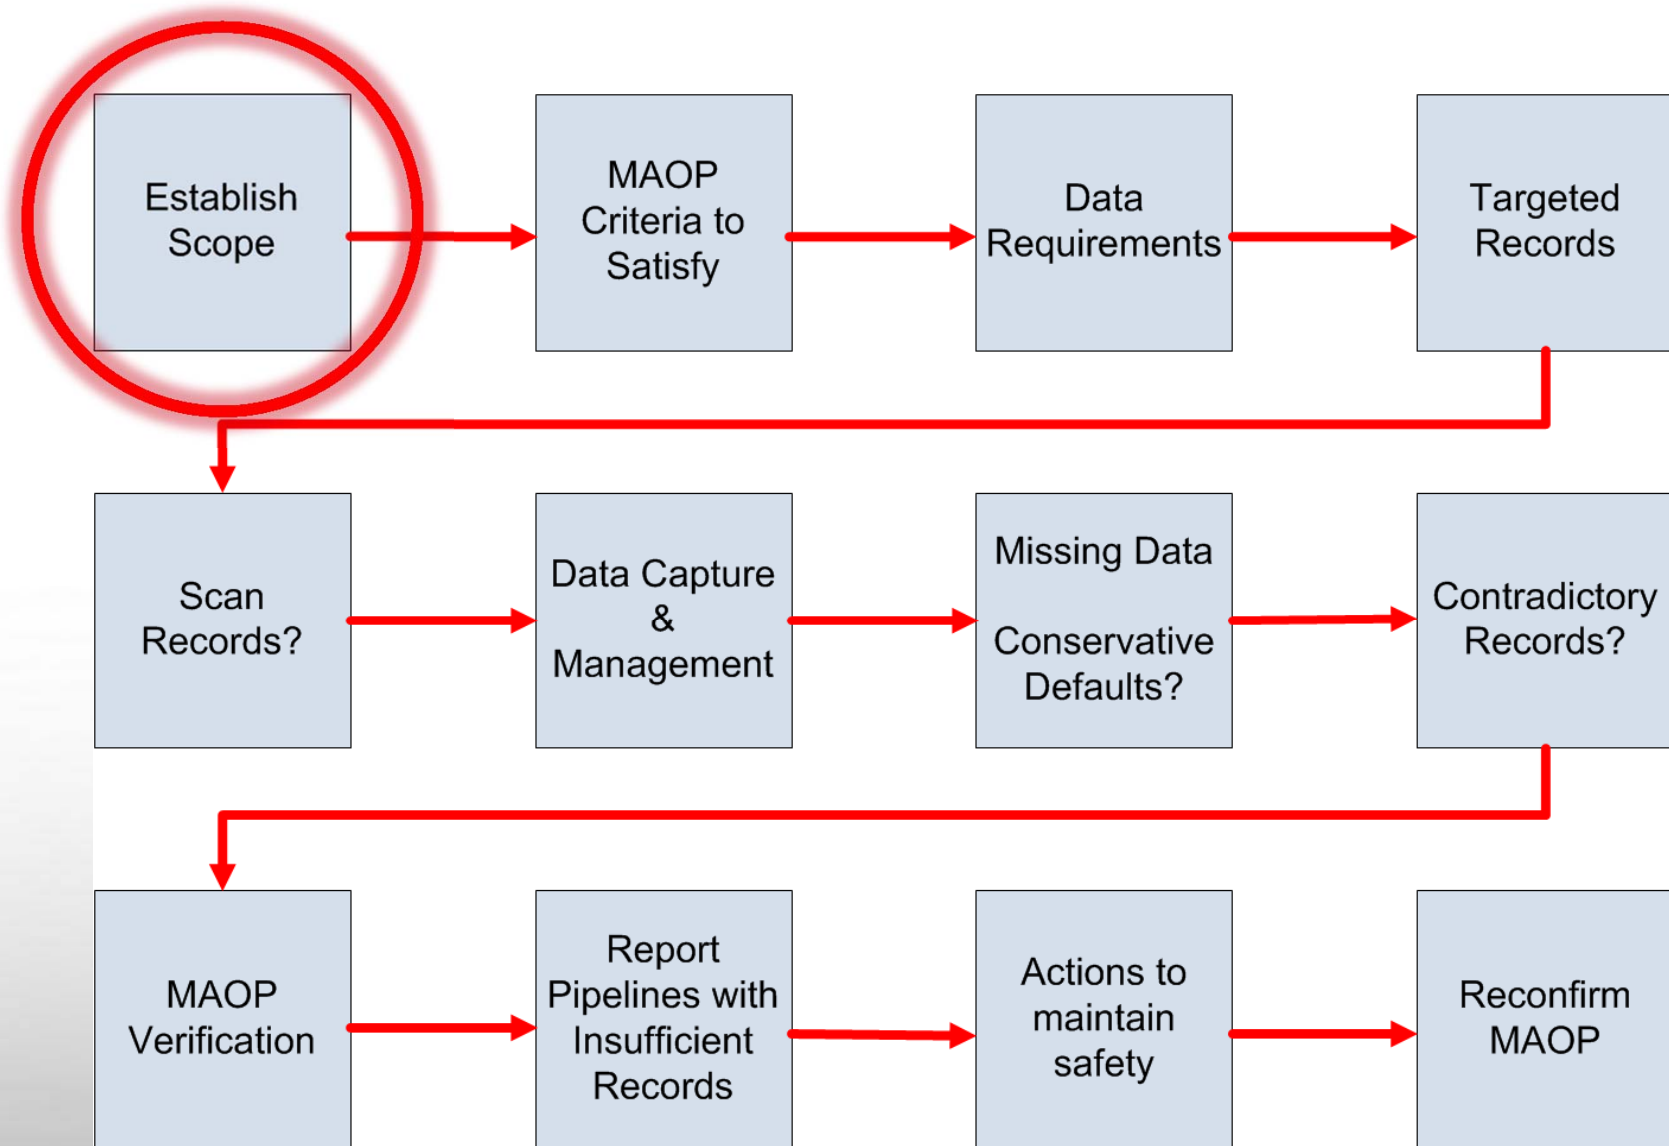 Establish
Scope
MAOP
Criteria to
Satisfy
Data
Requirements
Targeted
Records
Scan
Records?
Data Capture
&
Management
Missing Data
Conservative
Defaults?
Contradictory
Records?
MAOP
Verification
Report
Pipelines with
Insufficient
Records
Actions to
maintain
safety
Reconfirm
MAOP